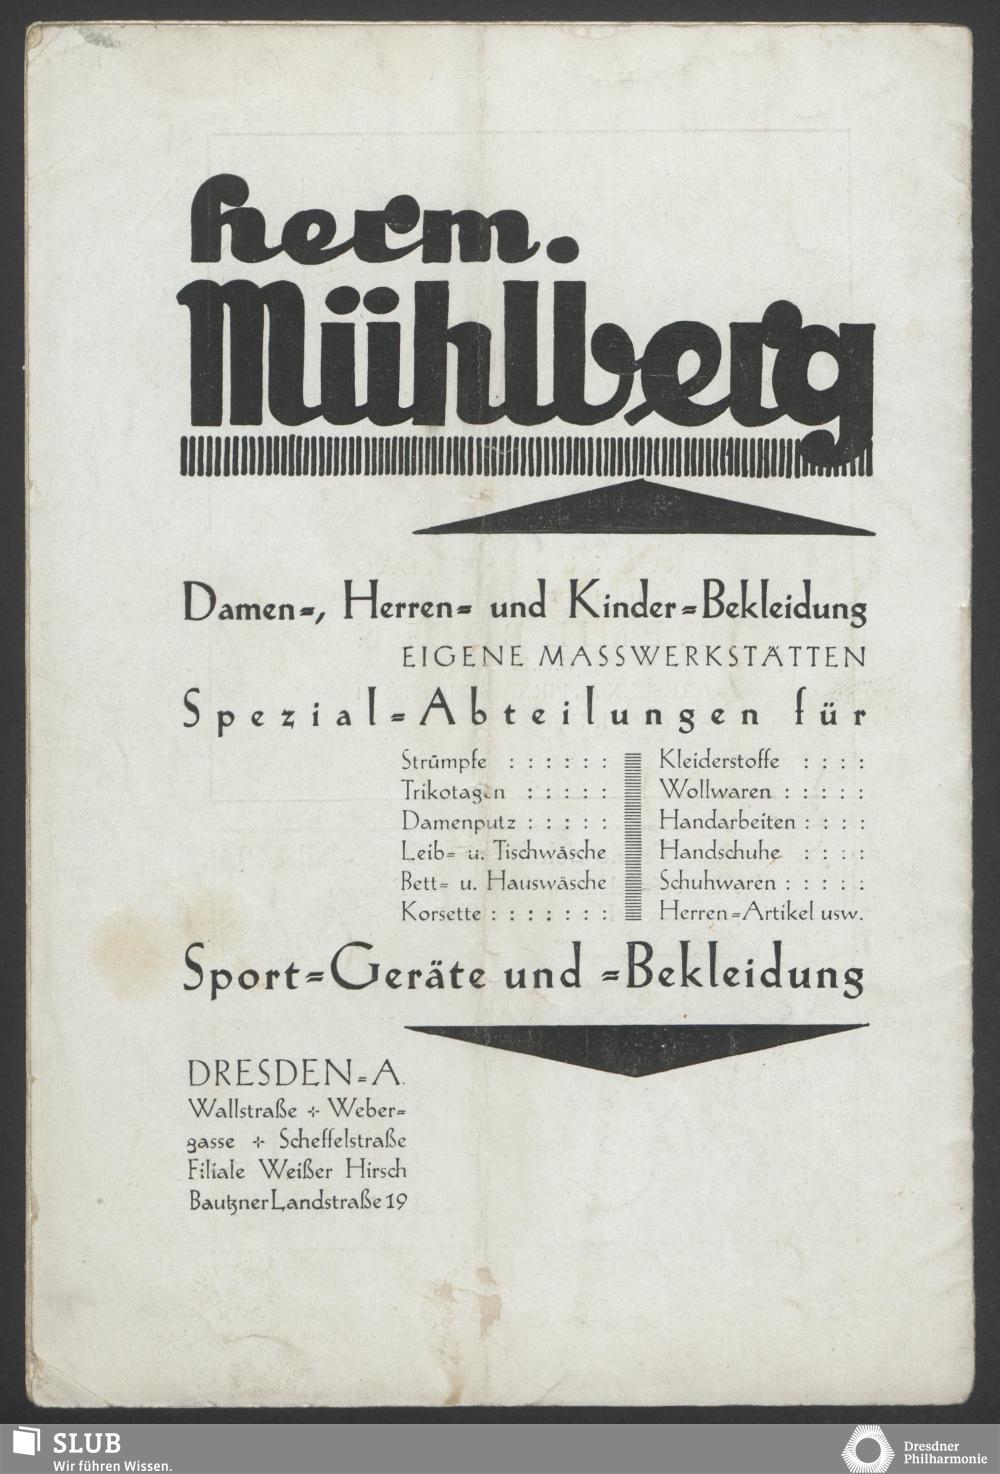 herm.
Mühlberg
Damen=, Herren= und Kinder=Bekleidung
EIGENE MASSWERKSTÄTTEN
Spezial=Abteilungen für
Strümpfe : : : : : :
Trikotagen : : : : :
Damenputz : : : : :
Leib= u. Tischwäsche
Bett= u. Hauswäsche
Korsette : : : : : : :
Kleiderstoffe : : : :
Wollwaren : : : : :
Handarbeiten : : : :
Handschuhe : : : :
Schuhwaren : : : : :
Herren=Artikel usw.
Sport=Geräte und =Bekleidung
DRESDEN=A.
Wallstraße ÷ Weber=
gasse ÷ Scheffelstraße
Filiale Weißer Hirsch
Bautzner Landstraße 19
SLUB
Wir führen Wissen.
Dresdner
Philharmonie